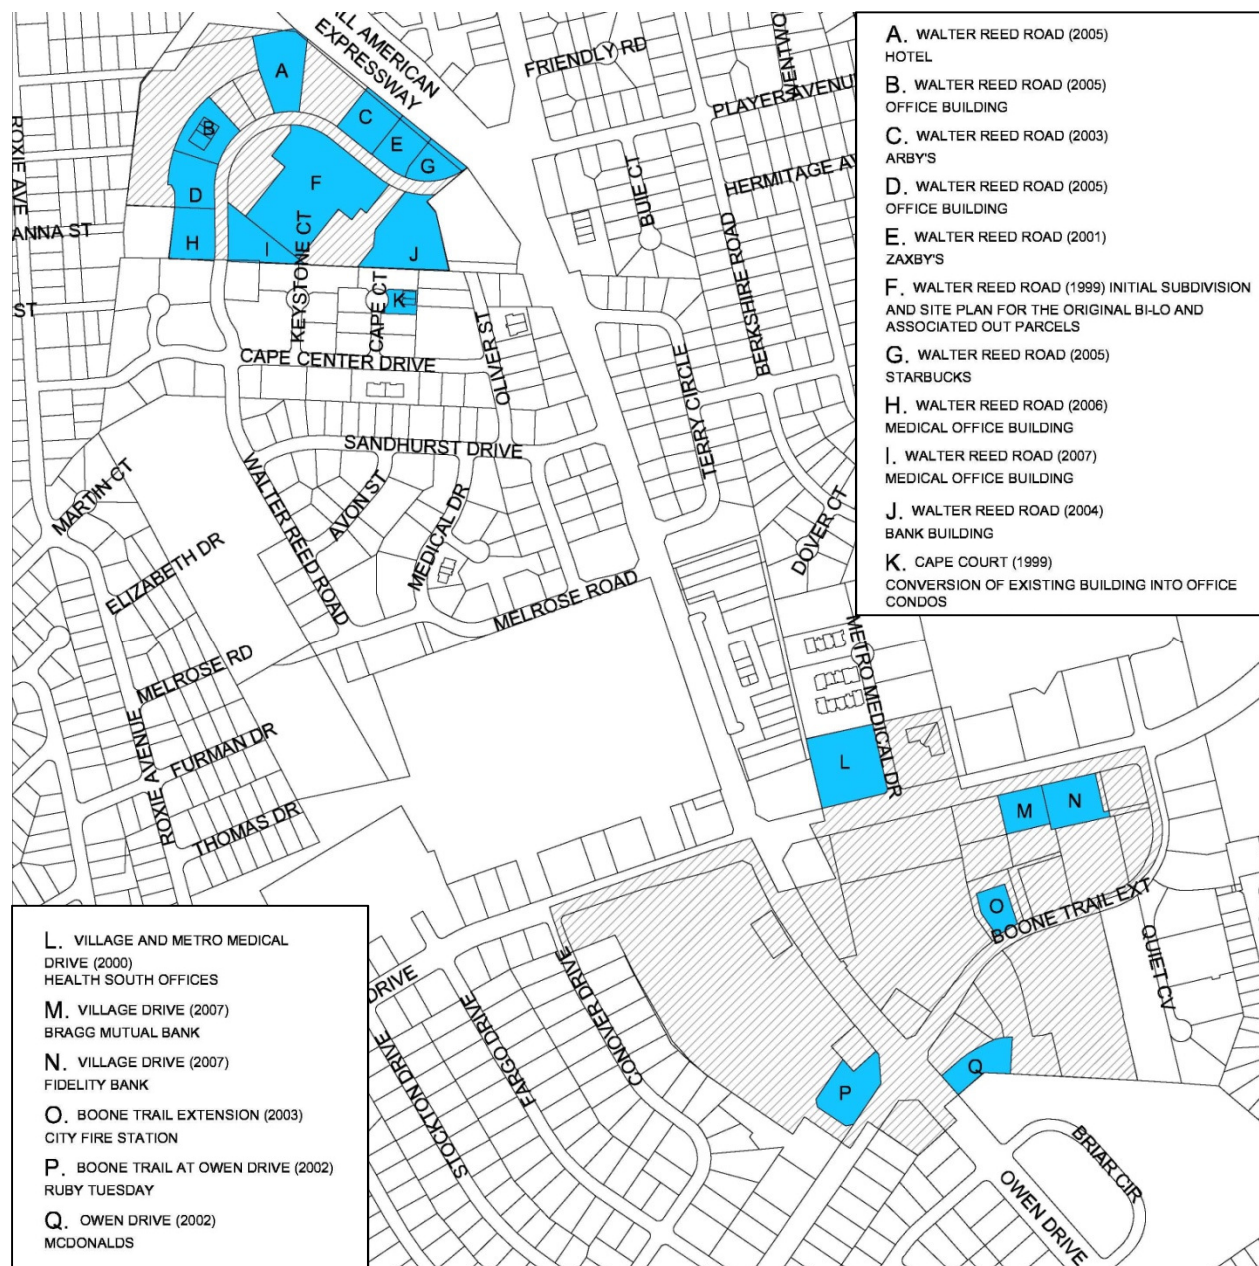 ALL AMERICAN
EXPRESSWAY
FRIENDLY RD
PLAYER AVENUE
HERMITAGE AV
ROXIE AVE
ANNA ST
ST
A
B
C
D
E
F
G
H
I
J
K
KEYSTONE CT
CAPE CT
CAPE CENTER DRIVE
OLIVER ST
BUIE CT
BERKSHIRE ROAD
TERRY CIRCLE
SANDHURST DRIVE
MARTIN CT
WALTER REED ROAD
AVON ST
MEDICAL DR
DOVER CT
ELIZABETH DR
MELROSE ROAD
MELROSE RD
METRO MEDICAL DR
ROXIE AVENUE
FURMAN DR
THOMAS DR
L
M
N
O
P
Q
BOONE TRAIL EXT
QUIET CV
DRIVE
STOCKTON DRIVE
FARGO DRIVE
CONOVER DRIVE
BRIAR CIR
OWEN DRIVE
A. WALTER REED ROAD (2005)
HOTEL
B. WALTER REED ROAD (2005)
OFFICE BUILDING
C. WALTER REED ROAD (2003)
ARBY'S
D. WALTER REED ROAD (2005)
OFFICE BUILDING
E. WALTER REED ROAD (2001)
ZAXBY'S
F. WALTER REED ROAD (1999) INITIAL SUBDIVISION
AND SITE PLAN FOR THE ORIGINAL BI-LO AND
ASSOCIATED OUT PARCELS
G. WALTER REED ROAD (2005)
STARBUCKS
H. WALTER REED ROAD (2006)
MEDICAL OFFICE BUILDING
I. WALTER REED ROAD (2007)
MEDICAL OFFICE BUILDING
J. WALTER REED ROAD (2004)
BANK BUILDING
K. CAPE COURT (1999)
CONVERSION OF EXISTING BUILDING INTO OFFICE
CONDOS
L. VILLAGE AND METRO MEDICAL
DRIVE (2000)
HEALTH SOUTH OFFICES
M. VILLAGE DRIVE (2007)
BRAGG MUTUAL BANK
N. VILLAGE DRIVE (2007)
FIDELITY BANK
O. BOONE TRAIL EXTENSION (2003)
CITY FIRE STATION
P. BOONE TRAIL AT OWEN DRIVE (2002)
RUBY TUESDAY
Q. OWEN DRIVE (2002)
MCDONALDS